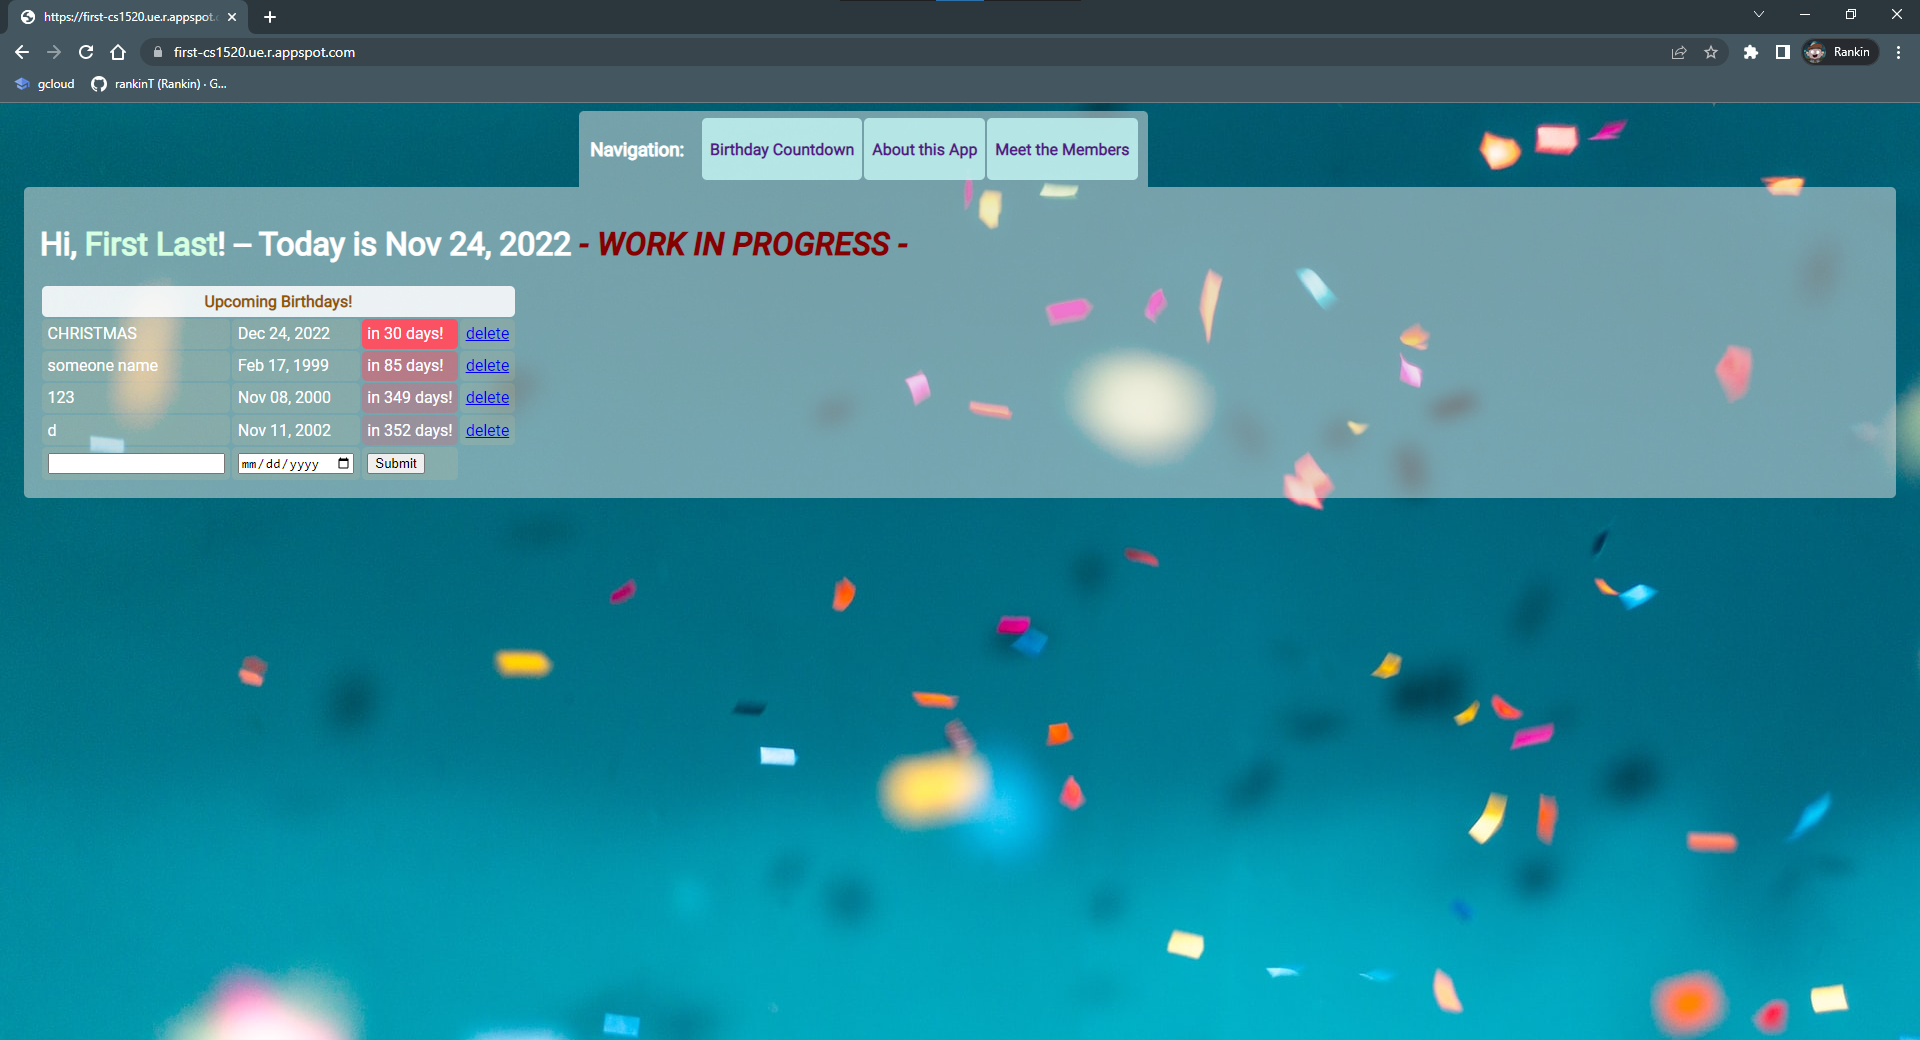 https://first-cs1520.ue.r.appspot.c
first-cs1520.ue.r.appspot.com
Rankin
gcloud
rankinT (Rankin) · G...
Navigation:
Birthday Countdown
About this App
Meet the Members
Hi, First Last! – Today is Nov 24, 2022 - WORK IN PROGRESS -
Upcoming Birthdays!
CHRISTMAS Dec 24, 2022 in 30 days! delete
someone name Feb 17, 1999 in 85 days! delete
123 Nov 08, 2000 in 349 days! delete
d Nov 11, 2002 in 352 days! delete
mm/dd/yyyy Submit